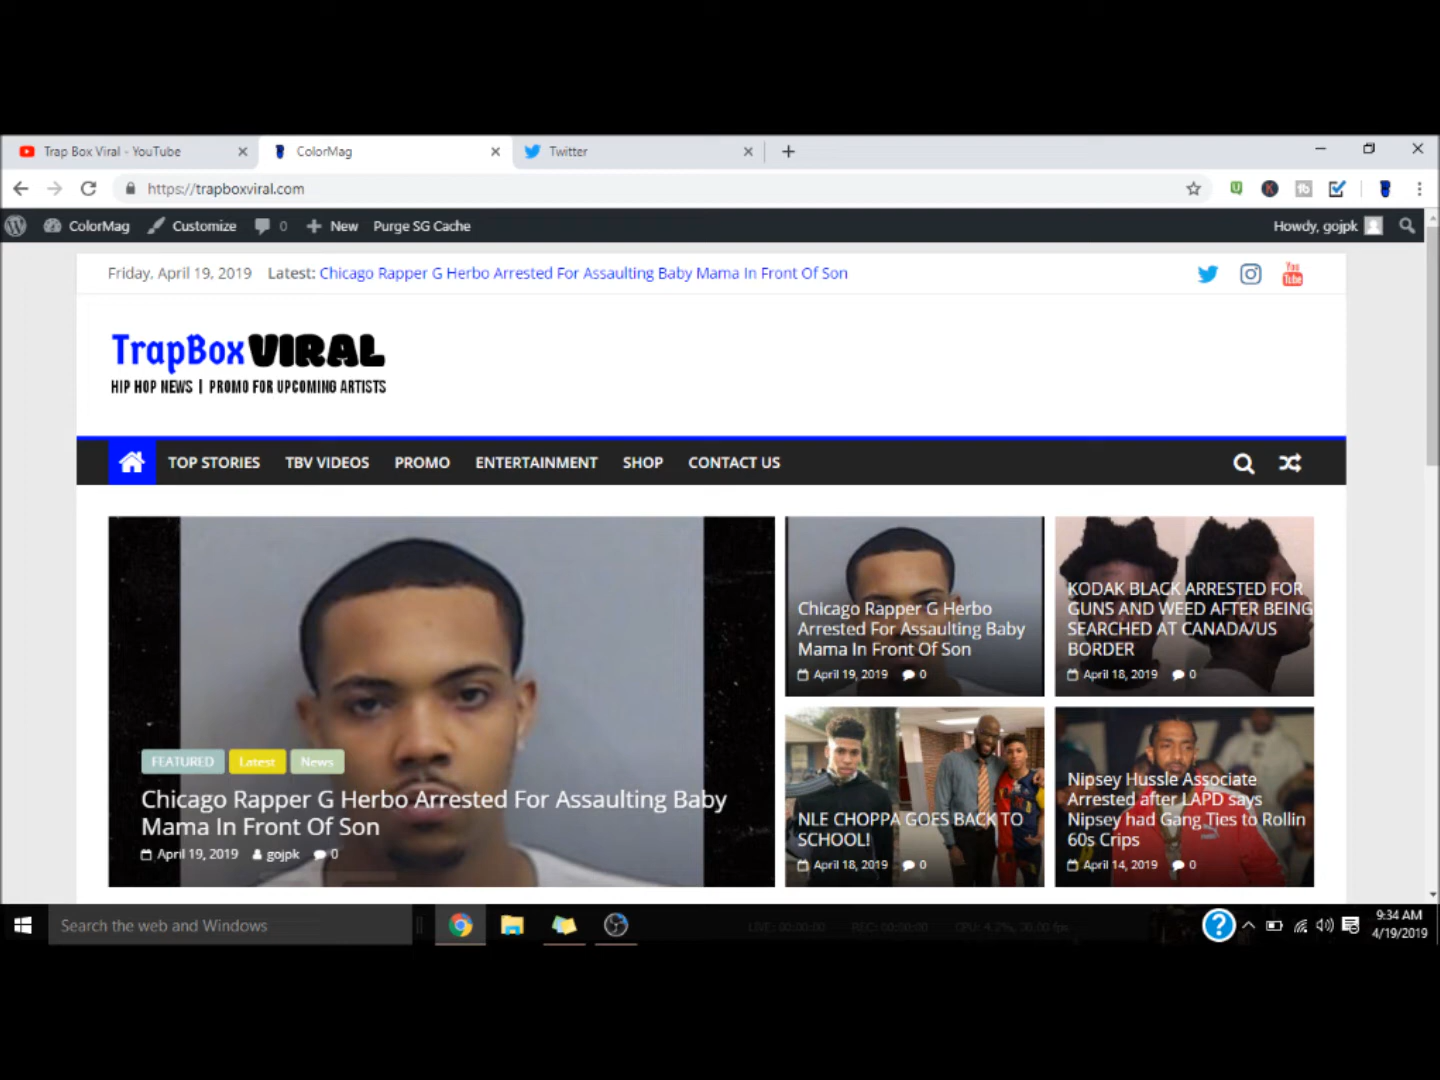 Trap Box Viral - YouTube
ColorMag
Twitter
https://trapboxviral.com
ColorMag Customize 0 New Purge SG Cache
Howdy, gojpk
Friday, April 19, 2019 Latest: Chicago Rapper G Herbo Arrested For Assaulting Baby Mama In Front Of Son
You
Tube
TrapBox VIRAL
HIP HOP NEWS | PROMO FOR UPCOMING ARTISTS
TOP STORIES TBV VIDEOS PROMO ENTERTAINMENT SHOP CONTACT US
FEATURED Latest News
Chicago Rapper G Herbo Arrested For Assaulting Baby
Mama In Front Of Son
April 19, 2019 gojpk 0
Chicago Rapper G Herbo
Arrested For Assaulting Baby
Mama In Front Of Son
April 19, 2019 0
KODAK BLACK ARRESTED FOR
GUNS AND WEED AFTER BEING
SEARCHED AT CANADA/US
BORDER
April 18, 2019 0
NLE CHOPPA GOES BACK TO
SCHOOL!
April 18, 2019 0
Nipsey Hussle Associate
Arrested after LAPD says
Nipsey had Gang Ties to Rollin
60s Crips
April 14, 2019 0
Search the web and Windows
9:34 AM
4/19/2019